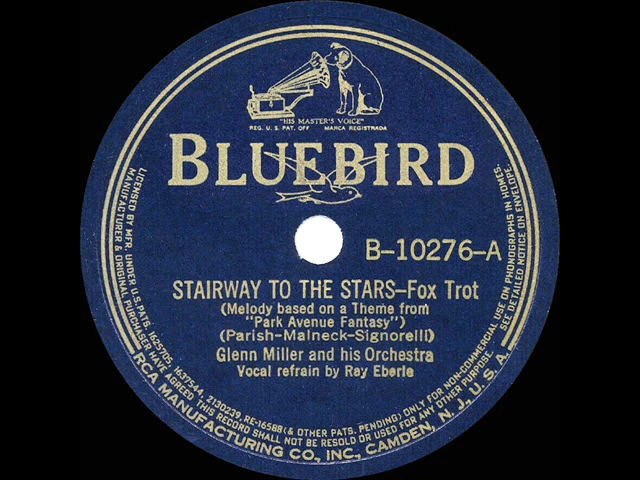 "HIS MASTER'S VOICE"
REG. U. S. PAT. OFF    MARCA REGISTRADA
BLUEBIRD
B-10276-A
STAIRWAY TO THE STARS–Fox Trot
(Melody based on a Theme from
"Park Avenue Fantasy")
(Parish-Malneck-Signorelli)
Glenn Miller and his Orchestra
Vocal refrain by Ray Eberle
LICENSED BY MFR. UNDER U.S. PATS. 1625705, 1637544, 2130239, RE-16588 (& OTHER PATS. PENDING) ONLY FOR NON-COMMERCIAL USE ON PHONOGRAPHS IN HOMES.
MANUFACTURER & ORIGINAL PURCHASER HAVE AGREED THIS RECORD SHALL NOT BE RESOLD OR USED FOR ANY OTHER PURPOSE. SEE DETAILED NOTICE ON ENVELOPE.
RCA MANUFACTURING CO., INC., CAMDEN, N. J., U. S. A.